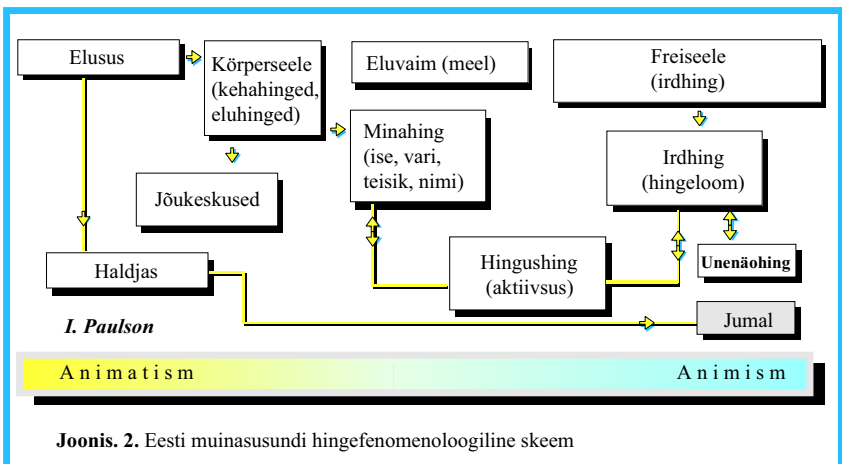 Elusus
Körperseele
(kehahinged,
eluhinged)
Eluvaim (meel)
Freiseele
(irdhing)
Minahing
(ise, vari,
teisik, nimi)
Irdhing
(hingeloom)
Jõukeskused
Haldjas
Hingushing
(aktiivsus)
Unenäohing
I. Paulson
Jumal
Animatism
Animism
Joonis. 2. Eesti muinasusundi hingefenomenoloogiline skeem